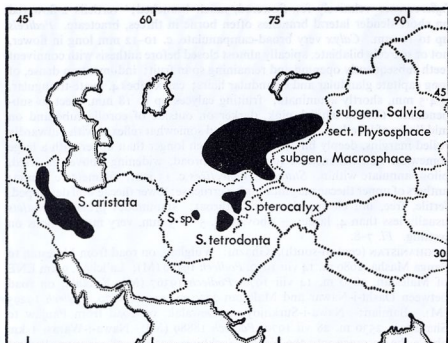 45
60
75
90
45
subgen. Salvia
sect. Physosphace
subgen. Macrosphace
S. aristata
S. pterocalyx
S. sp.
S. tetrodonta
30